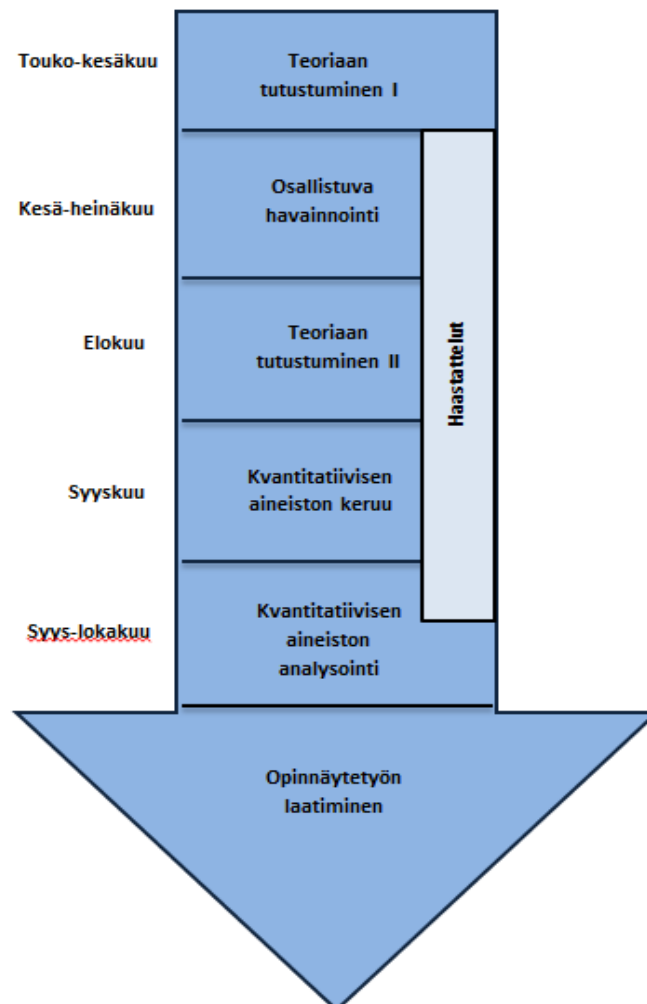 Touko-kesäkuu
Teoriaan
tutustuminen I
Kesä-heinäkuu
Osallistuva
havainnointi
Elokuu
Teoriaan
tutustuminen II
Haastattelut
Syyskuu
Kvantitatiivisen
aineiston keruu
Syys-lokakuu
Kvantitatiivisen
aineiston
analysointi
Opinnäytetyön
laatiminen